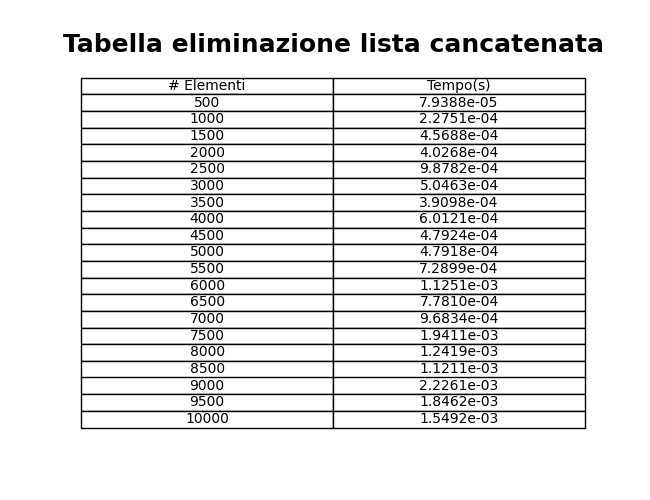 Tabella eliminazione lista cancatenata
# Elementi Tempo(s)
500 7.9388e-05
1000 2.2751e-04
1500 4.5688e-04
2000 4.0268e-04
2500 9.8782e-04
3000 5.0463e-04
3500 3.9098e-04
4000 6.0121e-04
4500 4.7924e-04
5000 4.7918e-04
5500 7.2899e-04
6000 1.1251e-03
6500 7.7810e-04
7000 9.6834e-04
7500 1.9411e-03
8000 1.2419e-03
8500 1.1211e-03
9000 2.2261e-03
9500 1.8462e-03
10000 1.5492e-03